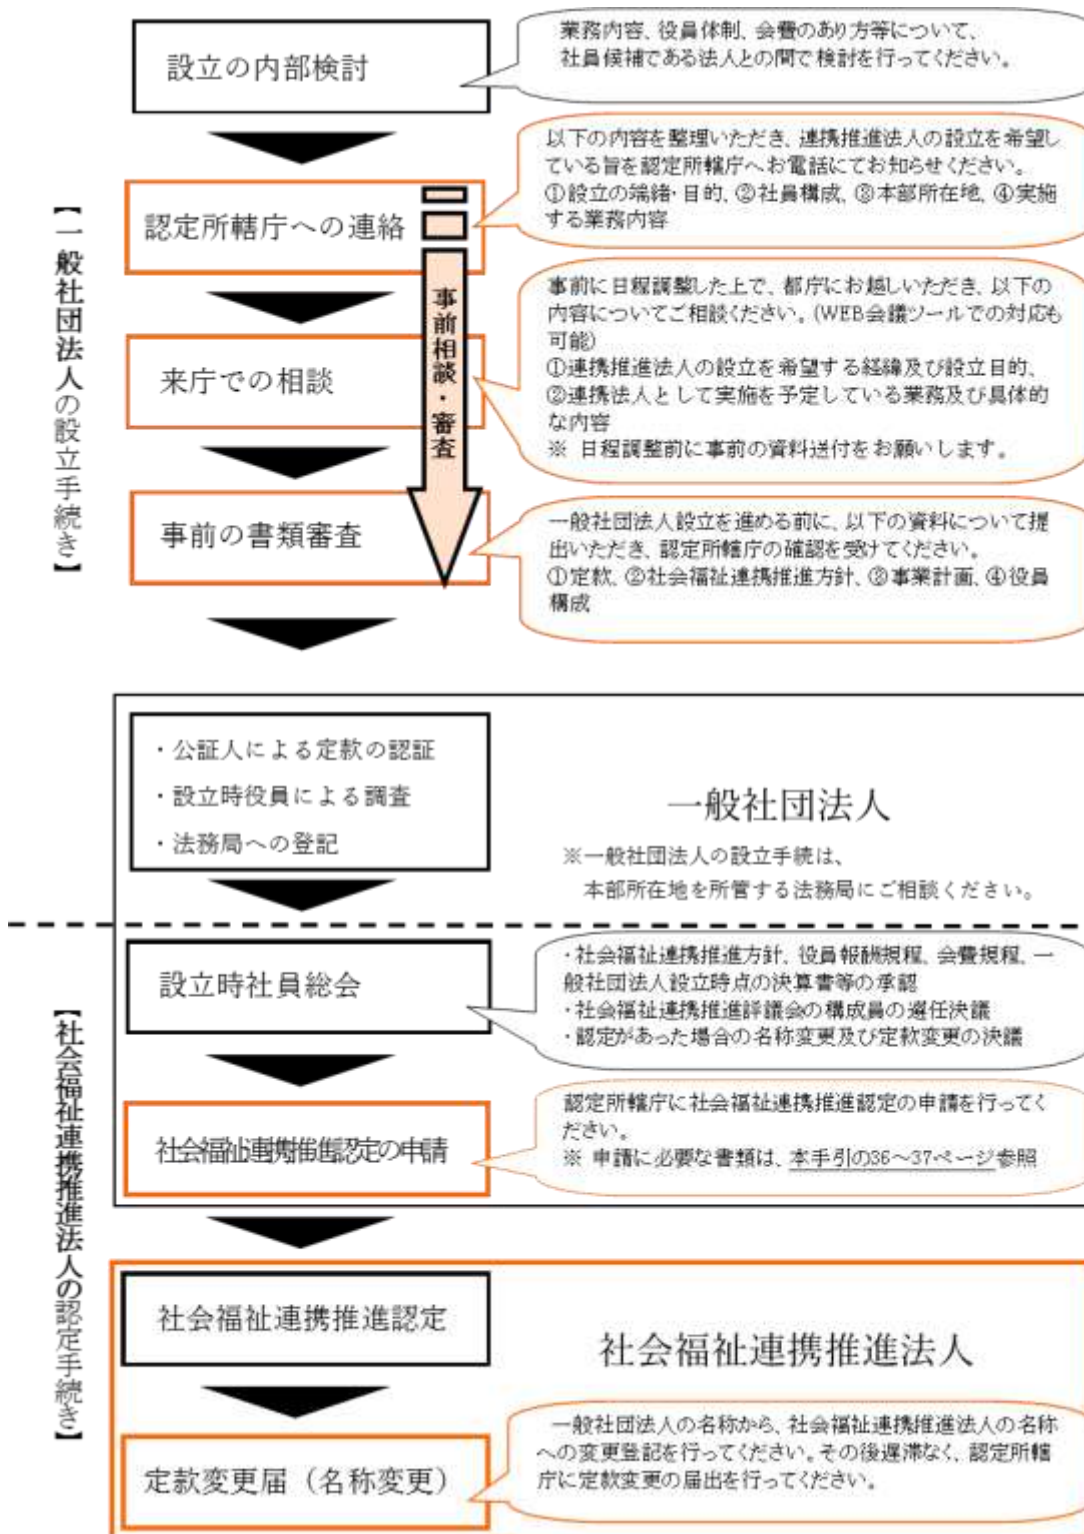 設立の内部検討
業務内容、役員体制、会費のあり方等について、
社員候補である法人との間で検討を行ってください。
【一般社団法人の設立手続き】
認定所轄庁への連絡
以下の内容を整理いただき、連携推進法人の設立を希望し
ている旨を認定所轄庁へお電話にてお知らせください。
①設立の端緒・目的、②社員構成、③本部所在地、④実施
する業務内容
事前相談・審査
来庁での相談
事前に日程調整した上で、都庁にお越しいただき、以下の
内容についてご相談ください。(WEB会議ツールでの対応も
可能)
①連携推進法人の設立を希望する経緯及び設立目的、
②連携法人として実施を予定している業務及び具体的
な内容
※ 日程調整前に事前の資料送付をお願いします。
事前の書類審査
一般社団法人設立を進める前に、以下の資料について提
出いただき、認定所轄庁の確認を受けてください。
①定款、②社会福祉連携推進方針、③事業計画、④役員
構成
・公証人による定款の認証
・設立時役員による調査
・法務局への登記
一般社団法人
※一般社団法人の設立手続は、
本部所在地を所管する法務局にご相談ください。
【社会福祉連携推進法人の認定手続き】
設立時社員総会
・社会福祉連携推進方針、役員報酬規程、会費規程、一
般社団法人設立時点の決算書等の承認
・社会福祉連携推進評議会の構成員の選任決議
・認定があった場合の名称変更及び定款変更の決議
社会福祉連携推進認定の申請
認定所轄庁に社会福祉連携推進認定の申請を行ってく
ださい。
※ 申請に必要な書類は、本手引の36～37ページ参照
社会福祉連携推進認定
社会福祉連携推進法人
定款変更届（名称変更）
一般社団法人の名称から、社会福祉連携推進法人の名称
への変更登記を行ってください。その後遅滞なく、認定所轄
庁に定款変更の届出を行ってください。